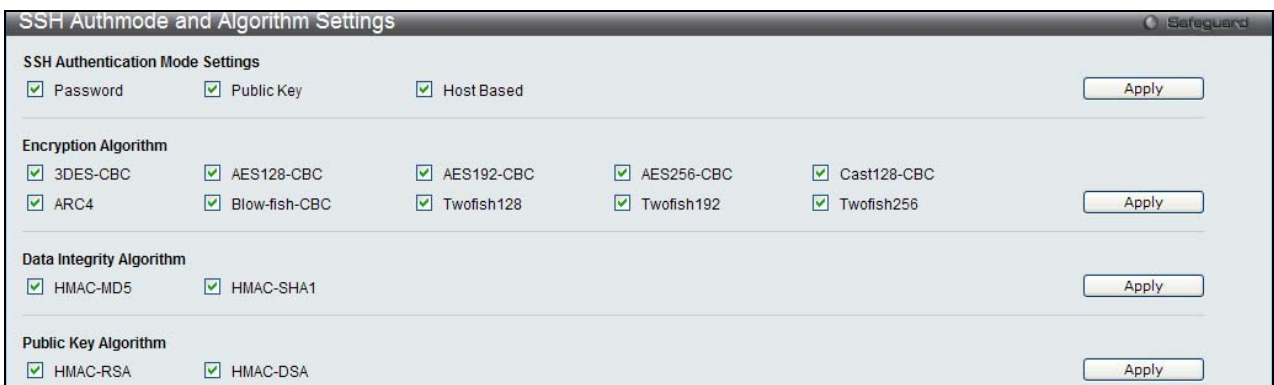 SSH Authmode and Algorithm Settings Safeguard
SSH Authentication Mode Settings
Password Public Key Host Based Apply
Encryption Algorithm
3DES-CBC AES128-CBC AES192-CBC AES256-CBC Cast128-CBC
ARC4 Blow-fish-CBC Twofish128 Twofish192 Twofish256 Apply
Data Integrity Algorithm
HMAC-MD5 HMAC-SHA1 Apply
Public Key Algorithm
HMAC-RSA HMAC-DSA Apply